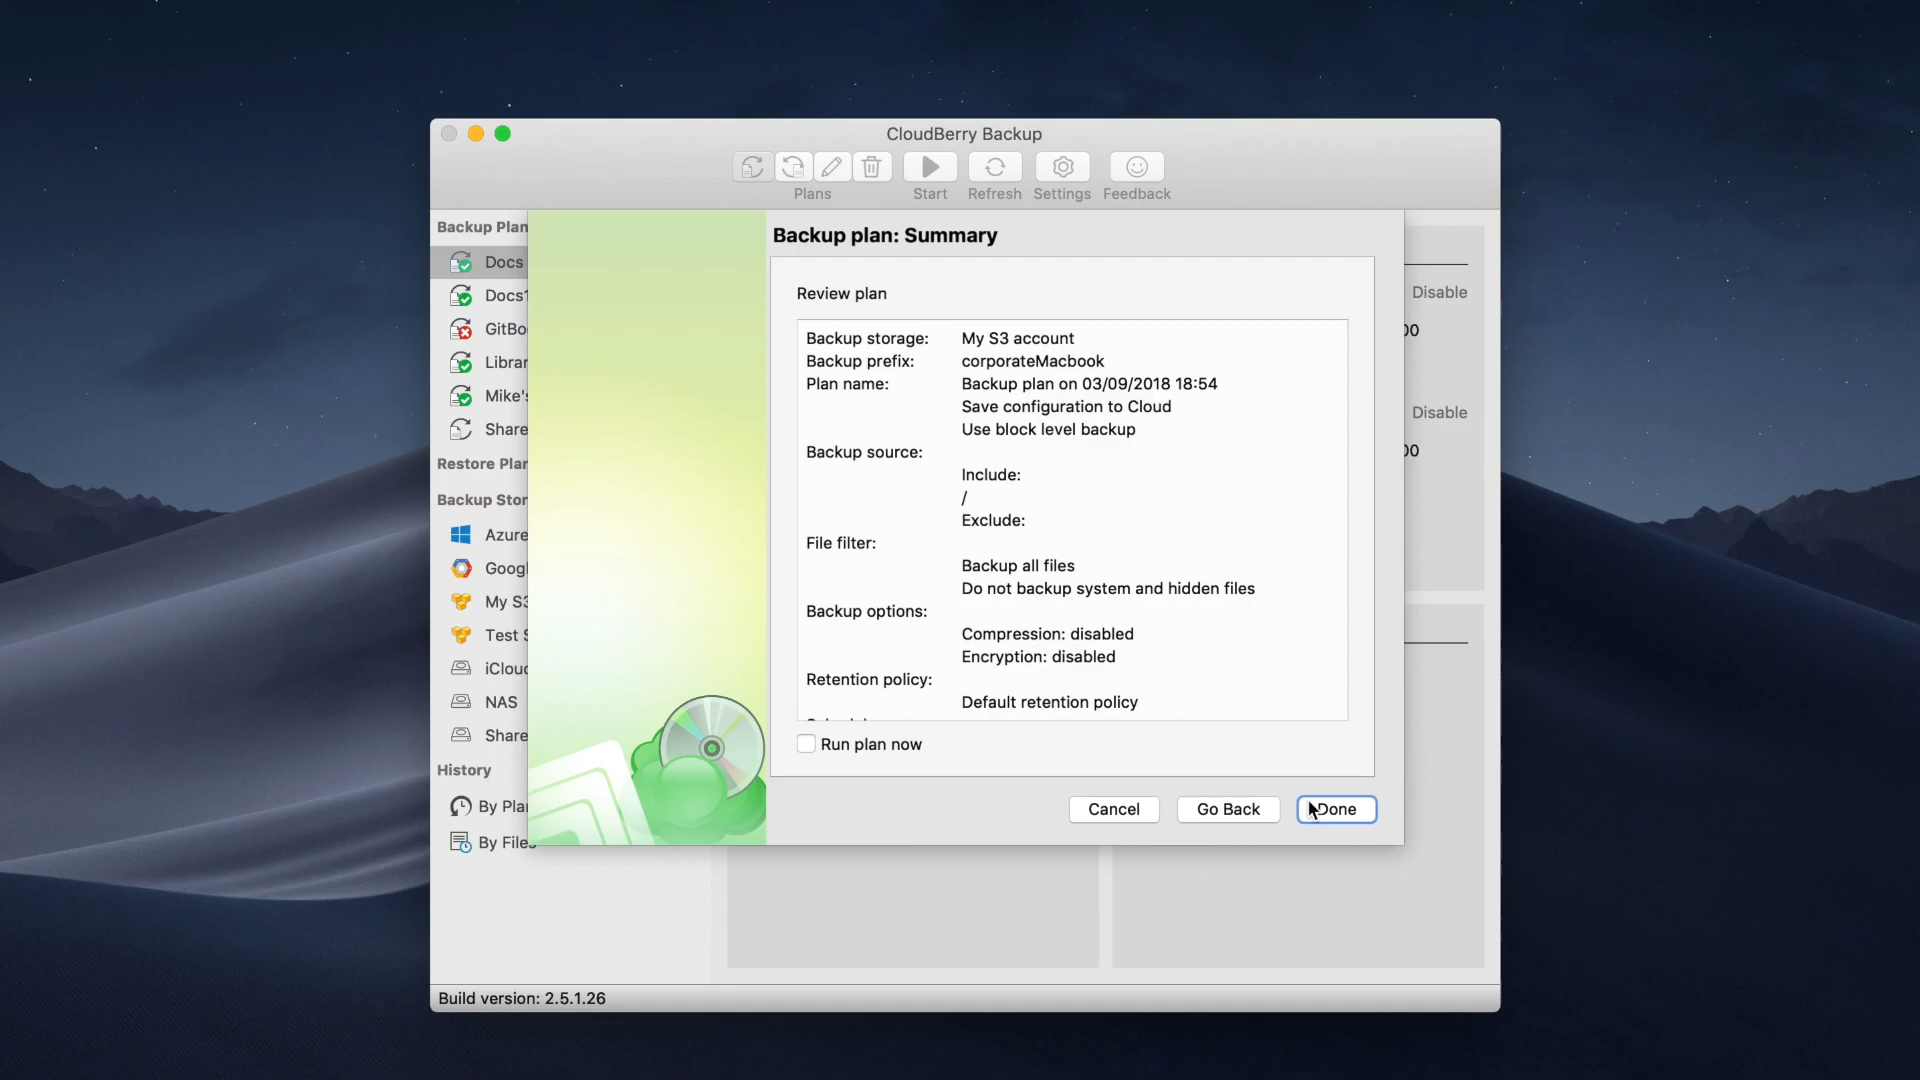 CloudBerry Backup
Plans
Start
Refresh
Settings
Feedback
Backup Plan
Docs
Docs1
GitBo
Librar
Mike's
Share
Restore Plan
Backup Stor
Azure
Googl
My S3
Test S
iCloud
NAS
Share
History
By Plan
By Files
Backup plan: Summary
Review plan
Backup storage: My S3 account
Backup prefix: corporateMacbook
Plan name: Backup plan on 03/09/2018 18:54
Save configuration to Cloud
Use block level backup
Backup source:
Include:
/
Exclude:
File filter:
Backup all files
Do not backup system and hidden files
Backup options:
Compression: disabled
Encryption: disabled
Retention policy:
Default retention policy
Run plan now
Cancel
Go Back
Done
Disable
00
Disable
00
Build version: 2.5.1.26